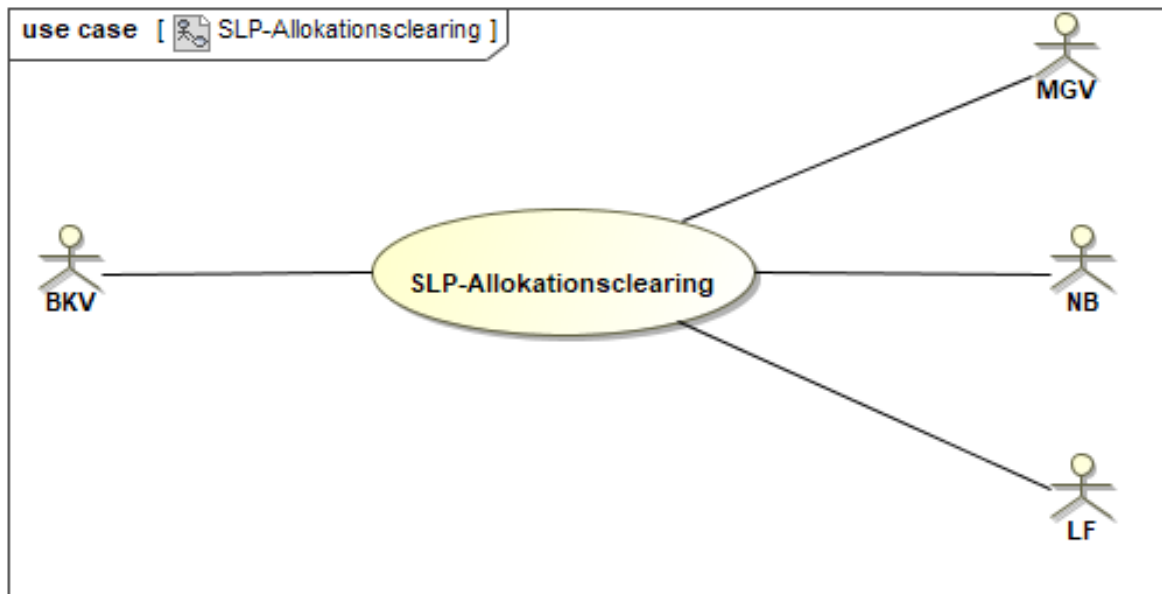 use case [ SLP-Allokationsclearing ]
MGV
SLP-Allokationsclearing
BKV
NB
LF